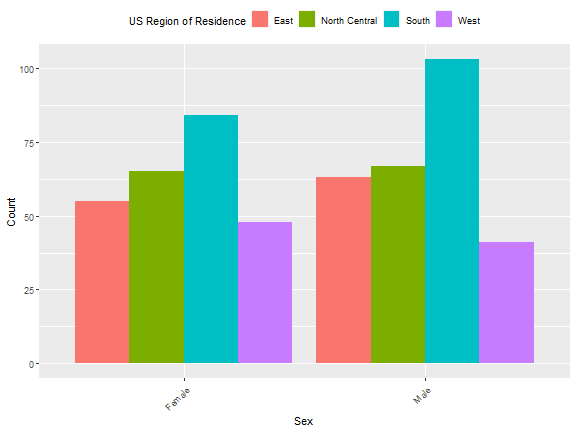 US Region of Residence East North Central South West
100
75
50
25
0
Count
Female Male
Sex